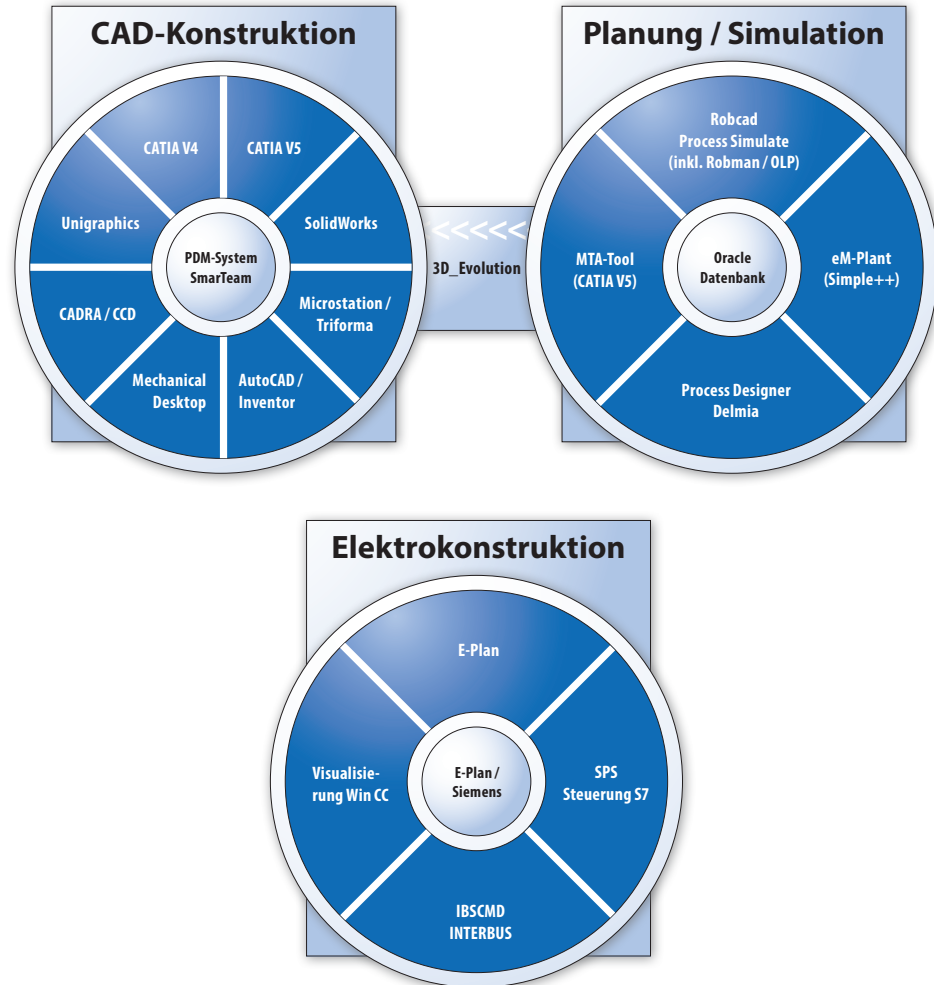 CAD-Konstruktion
CATIA V4
CATIA V5
Unigraphics
SolidWorks
PDM-System
SmarTeam
CADRA / CCD
Microstation /
Triforma
Mechanical
Desktop
AutoCAD /
Inventor
<<<<<
3D_Evolution
Planung / Simulation
Robcad
Process Simulate
(inkl. Robman / OLP)
MTA-Tool
(CATIA V5)
Oracle
Datenbank
eM-Plant
(Simple++)
Process Designer
Delmia
Elektrokonstruktion
E-Plan
Visualisie-
rung Win CC
E-Plan /
Siemens
SPS
Steuerung S7
IBSCMD
INTERBUS